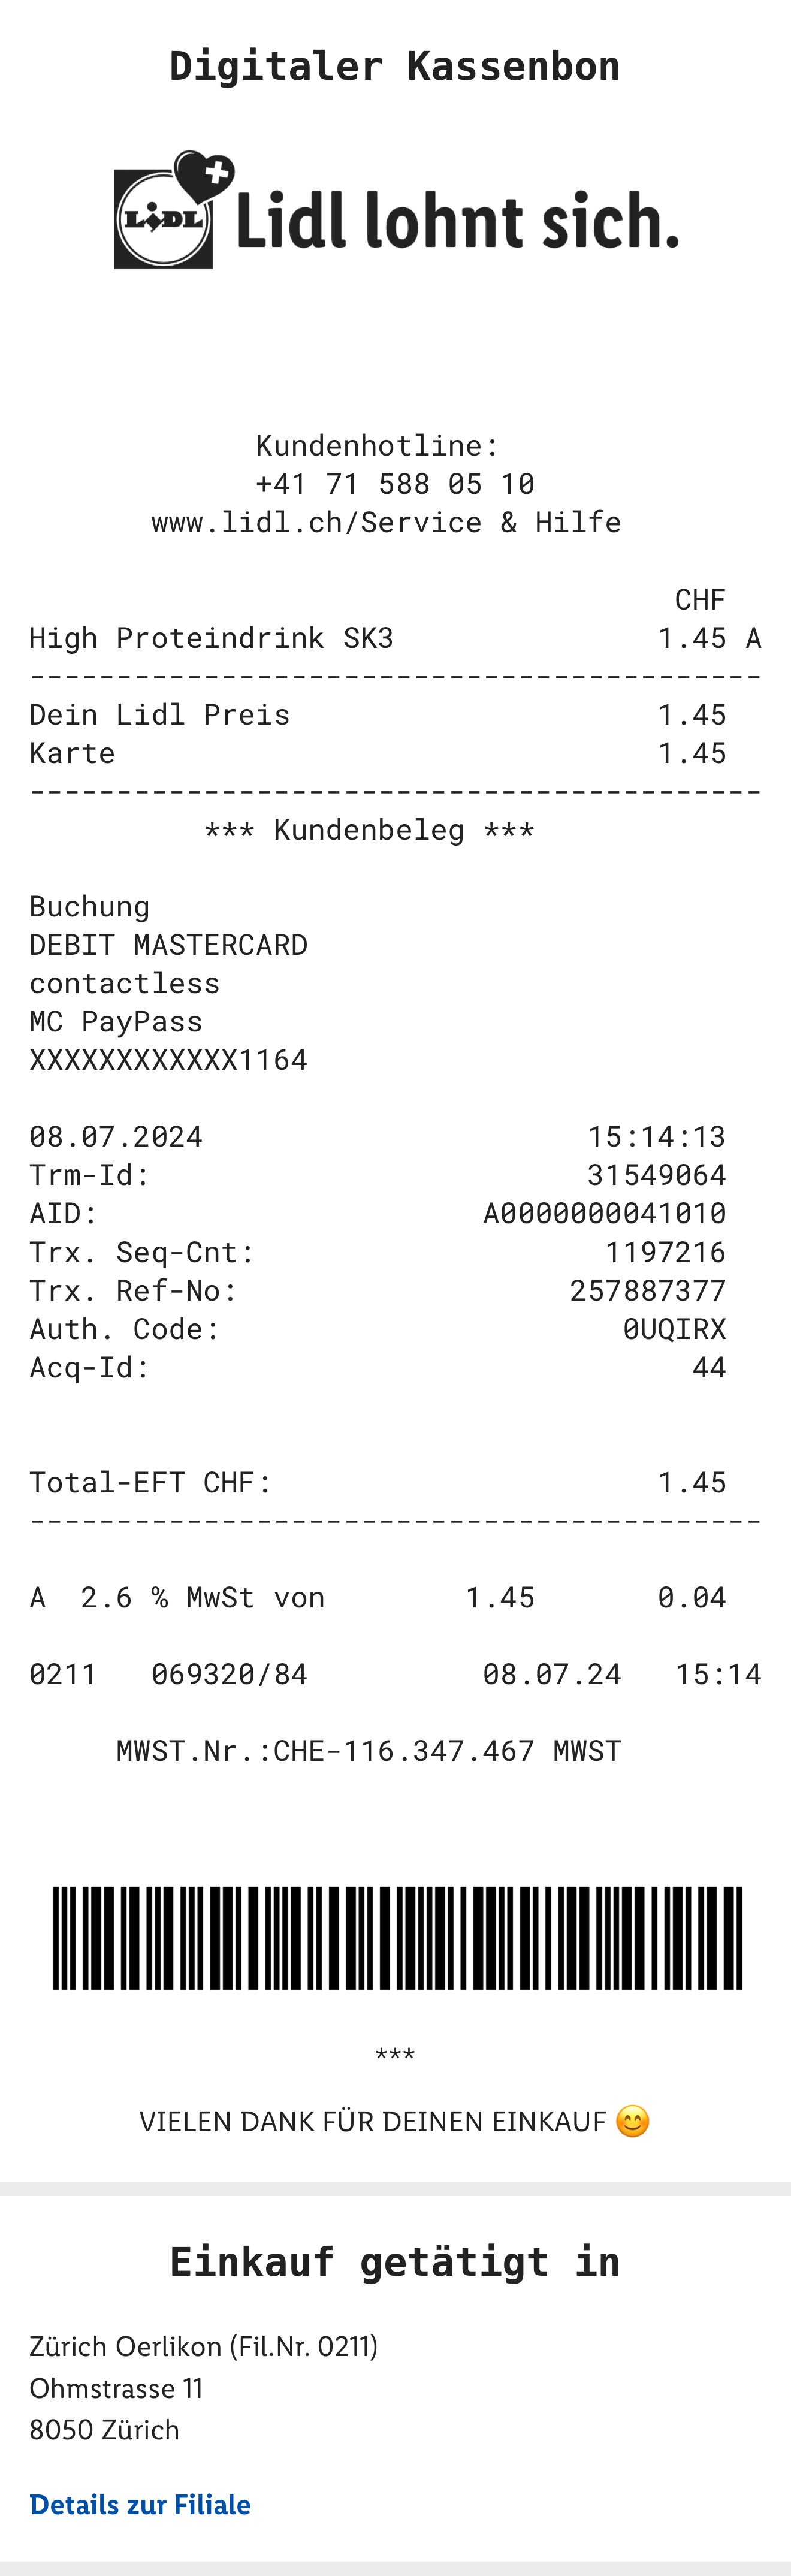 Digitaler Kassenbon
LIDL Lidl lohnt sich.
Kundenhotline:
+41 71 588 05 10
www.lidl.ch/Service & Hilfe
CHF
High Proteindrink SK3 1.45 A
------------------------------------------
Dein Lidl Preis 1.45
Karte 1.45
------------------------------------------
*** Kundenbeleg ***
Buchung
DEBIT MASTERCARD
contactless
MC PayPass
XXXXXXXXXXXX1164
08.07.2024 15:14:13
Trm-Id: 31549064
AID: A0000000041010
Trx. Seq-Cnt: 1197216
Trx. Ref-No: 257887377
Auth. Code: 0UQIRX
Acq-Id: 44
Total-EFT CHF: 1.45
------------------------------------------
A 2.6 % MwSt von 1.45 0.04
0211 069320/84 08.07.24 15:14
MWST.Nr.:CHE-116.347.467 MWST
***
VIELEN DANK FÜR DEINEN EINKAUF 😊
Einkauf getätigt in
Zürich Oerlikon (Fil.Nr. 0211)
Ohmstrasse 11
8050 Zürich
Details zur Filiale